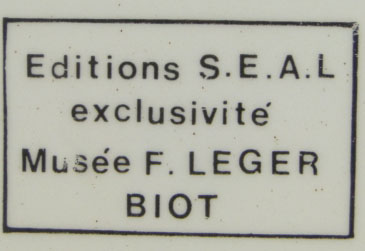 Editions S.E.A.L
exclusivité
Musée F. LEGER
BIOT